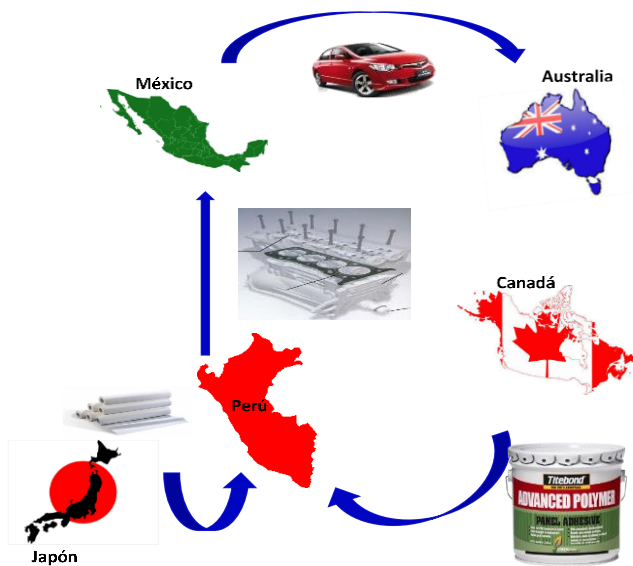 México
Australia
Canadá
Perú
Japón
Titebond
ADVANCED POLYMER
PANEL ADHESIVE